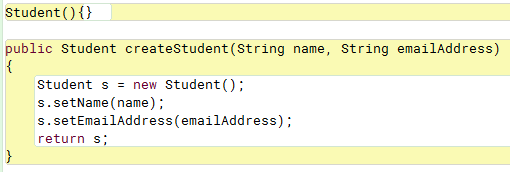 Student(){}
public Student createStudent(String name, String emailAddress)
{
Student s = new Student();
s.setName(name);
s.setEmailAddress(emailAddress);
return s;
}